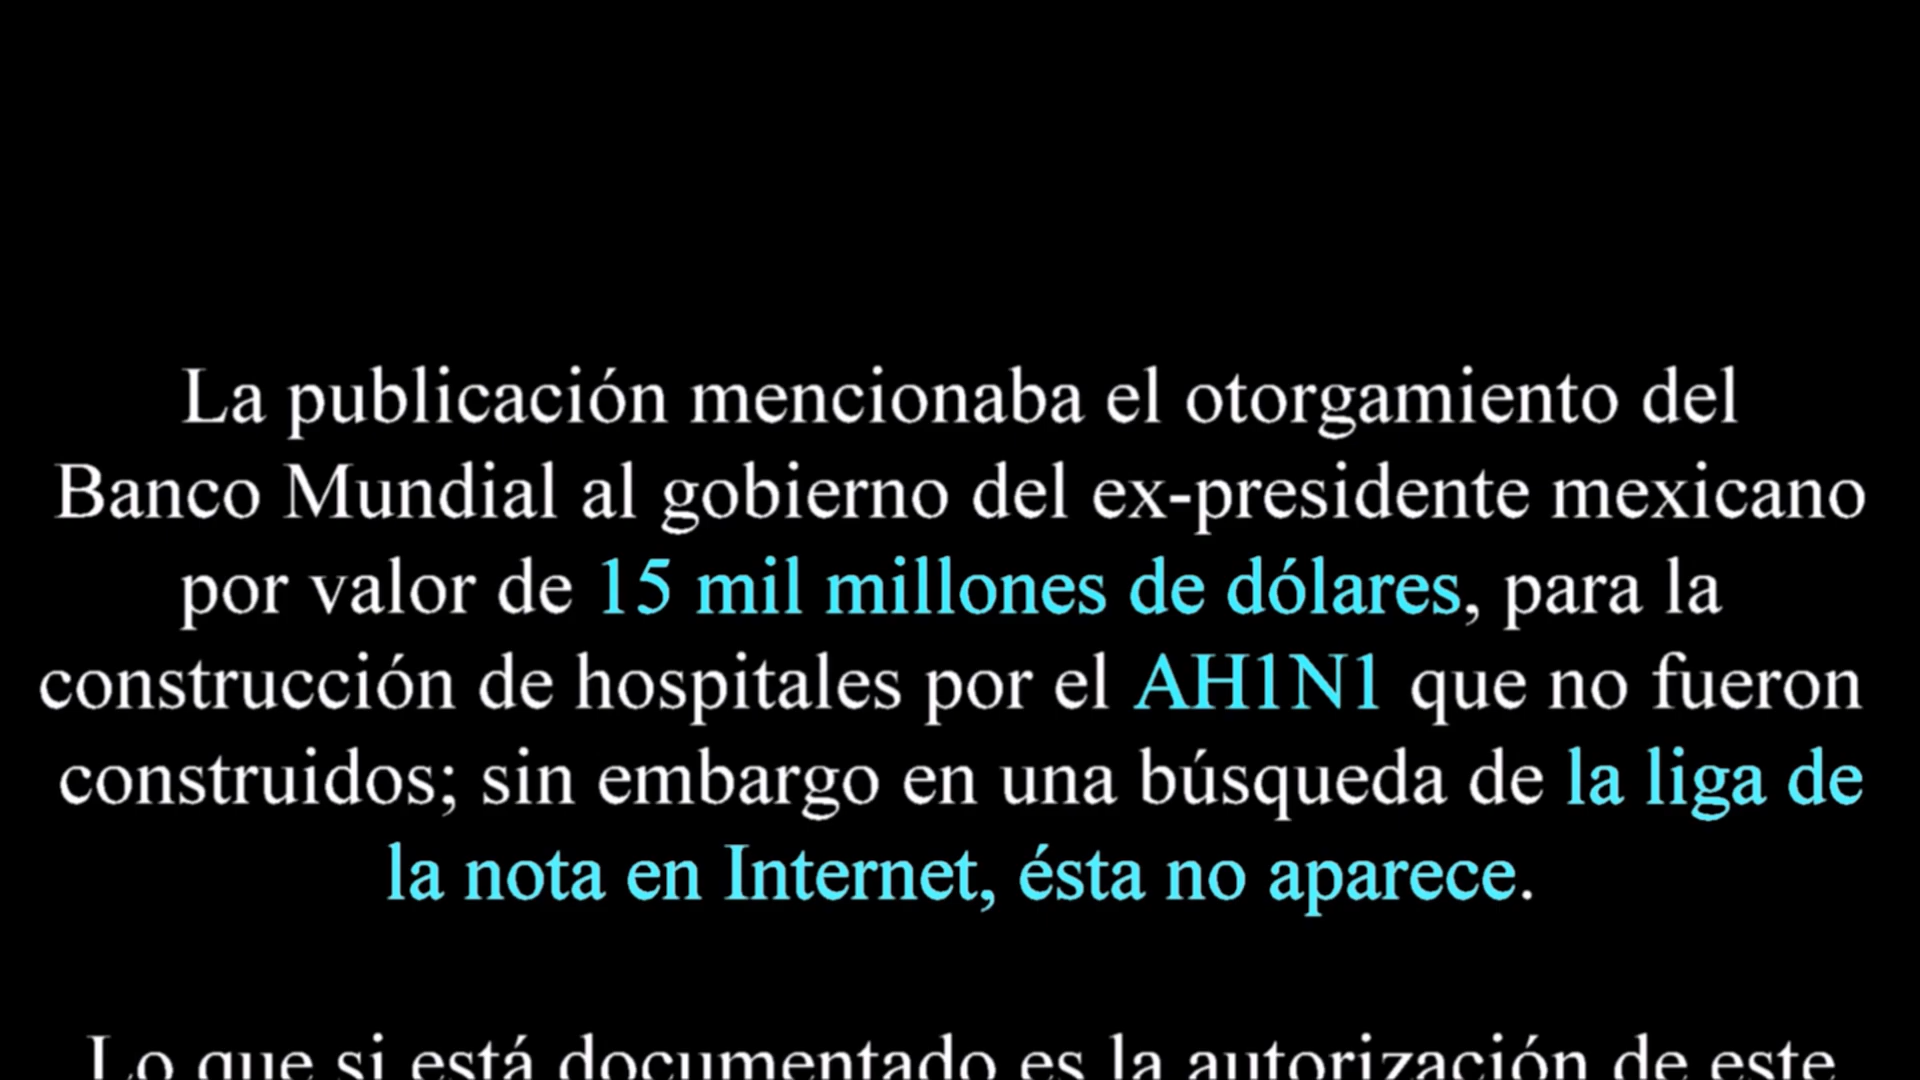 La publicación mencionaba el otorgamiento del
Banco Mundial al gobierno del ex-presidente mexicano
por valor de 15 mil millones de dólares, para la
construcción de hospitales por el AH1N1 que no fueron
construidos; sin embargo en una búsqueda de la liga de
la nota en Internet, ésta no aparece.
Lo que si está documentado es la autorización de este